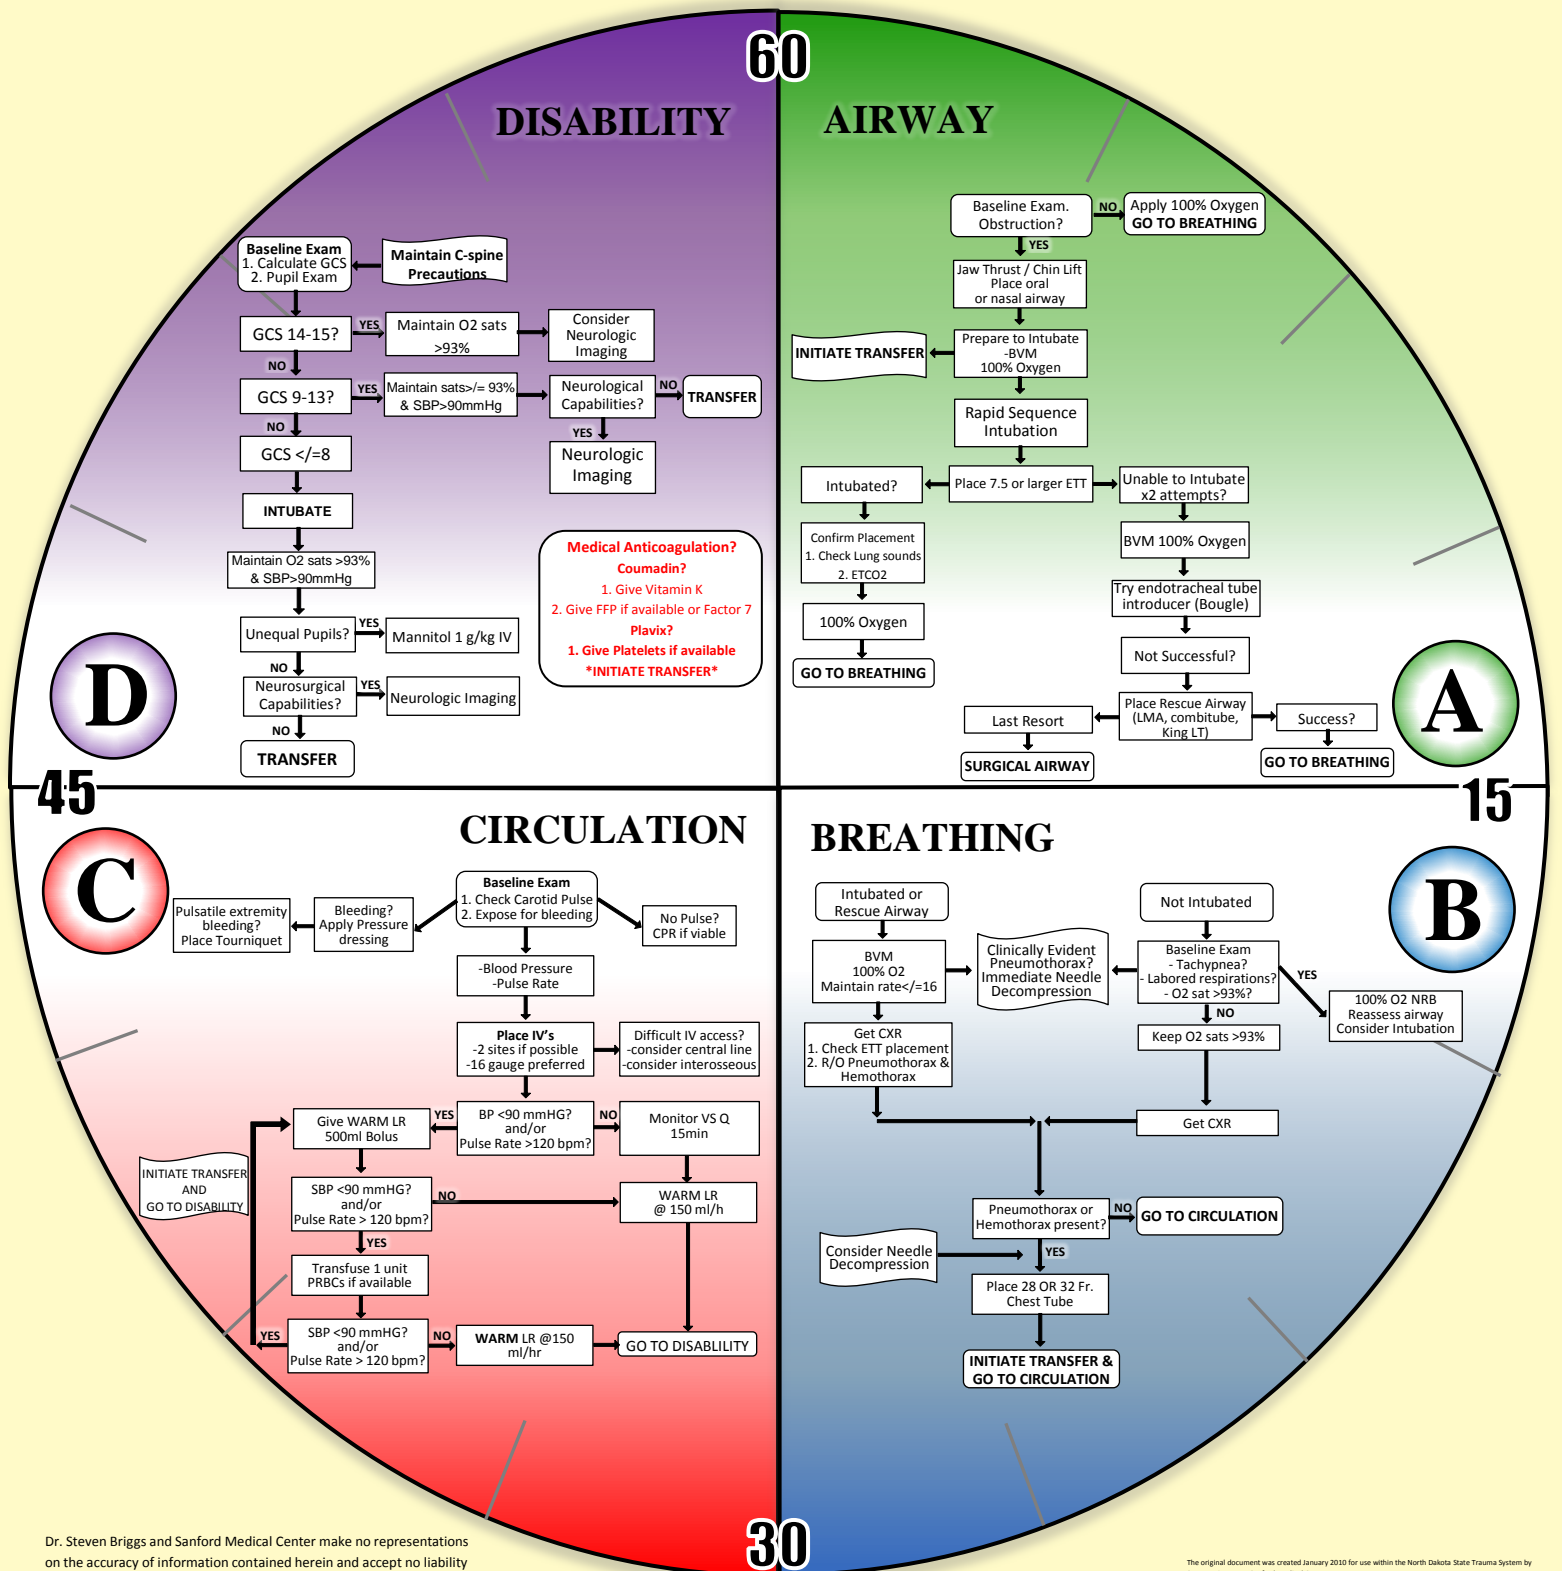 60
DISABILITY
AIRWAY
Baseline Exam
1. Calculate GCS
2. Pupil Exam
Maintain C-spine
Precautions
GCS 14-15?
YES
Maintain O2 sats
>93%
Consider
Neurologic
Imaging
NO
GCS 9-13?
YES
Maintain sats>/= 93%
& SBP>90mmHg
Neurological
Capabilities?
NO
TRANSFER
YES
Neurologic
Imaging
NO
GCS </=8
INTUBATE
Maintain O2 sats >93%
& SBP>90mmHg
Unequal Pupils?
YES
Mannitol 1 g/kg IV
NO
Neurosurgical
Capabilities?
YES
Neurologic Imaging
NO
TRANSFER
Medical Anticoagulation?
Coumadin?
1. Give Vitamin K
2. Give FFP if available or Factor 7
Plavix?
1. Give Platelets if available
*INITIATE TRANSFER*
D
Baseline Exam.
Obstruction?
NO
Apply 100% Oxygen
GO TO BREATHING
YES
Jaw Thrust / Chin Lift
Place oral
or nasal airway
INITIATE TRANSFER
Prepare to Intubate
-BVM
100% Oxygen
Rapid Sequence
Intubation
Intubated?
Place 7.5 or larger ETT
Unable to Intubate
x2 attempts?
Confirm Placement
1. Check Lung sounds
2. ETCO2
100% Oxygen
GO TO BREATHING
BVM 100% Oxygen
Try endotracheal tube
introducer (Bougle)
Not Successful?
Place Rescue Airway
(LMA, combitube,
King LT)
Last Resort
SURGICAL AIRWAY
Success?
GO TO BREATHING
A
45
15
CIRCULATION
BREATHING
C
Baseline Exam
1. Check Carotid Pulse
2. Expose for bleeding
Bleeding?
Apply Pressure
dressing
Pulsatile extremity
bleeding?
Place Tourniquet
No Pulse?
CPR if viable
-Blood Pressure
-Pulse Rate
Place IV's
-2 sites if possible
-16 gauge preferred
Difficult IV access?
-consider central line
-consider interosseous
BP <90 mmHG?
and/or
Pulse Rate >120 bpm?
YES
Give WARM LR
500ml Bolus
NO
Monitor VS Q
15min
INITIATE TRANSFER
AND
GO TO DISABILITY
SBP <90 mmHG?
and/or
Pulse Rate > 120 bpm?
NO
WARM LR
@ 150 ml/h
YES
Transfuse 1 unit
PRBCs if available
YES
SBP <90 mmHG?
and/or
Pulse Rate > 120 bpm?
NO
WARM LR @150
ml/hr
GO TO DISABLILITY
B
Intubated or
Rescue Airway
Not Intubated
BVM
100% O2
Maintain rate</=16
Clinically Evident
Pneumothorax?
Immediate Needle
Decompression
Baseline Exam
- Tachypnea?
- Labored respirations?
- O2 sat >93%?
YES
100% O2 NRB
Reassess airway
Consider Intubation
NO
Keep O2 sats >93%
Get CXR
1. Check ETT placement
2. R/O Pneumothorax &
Hemothorax
Get CXR
Pneumothorax or
Hemothorax present?
NO
GO TO CIRCULATION
Consider Needle
Decompression
YES
Place 28 OR 32 Fr.
Chest Tube
INITIATE TRANSFER &
GO TO CIRCULATION
30
Dr. Steven Briggs and Sanford Medical Center make no representations
on the accuracy of information contained herein and accept no liability
The original document was created January 2010 for use within the North Dakota State Trauma System by